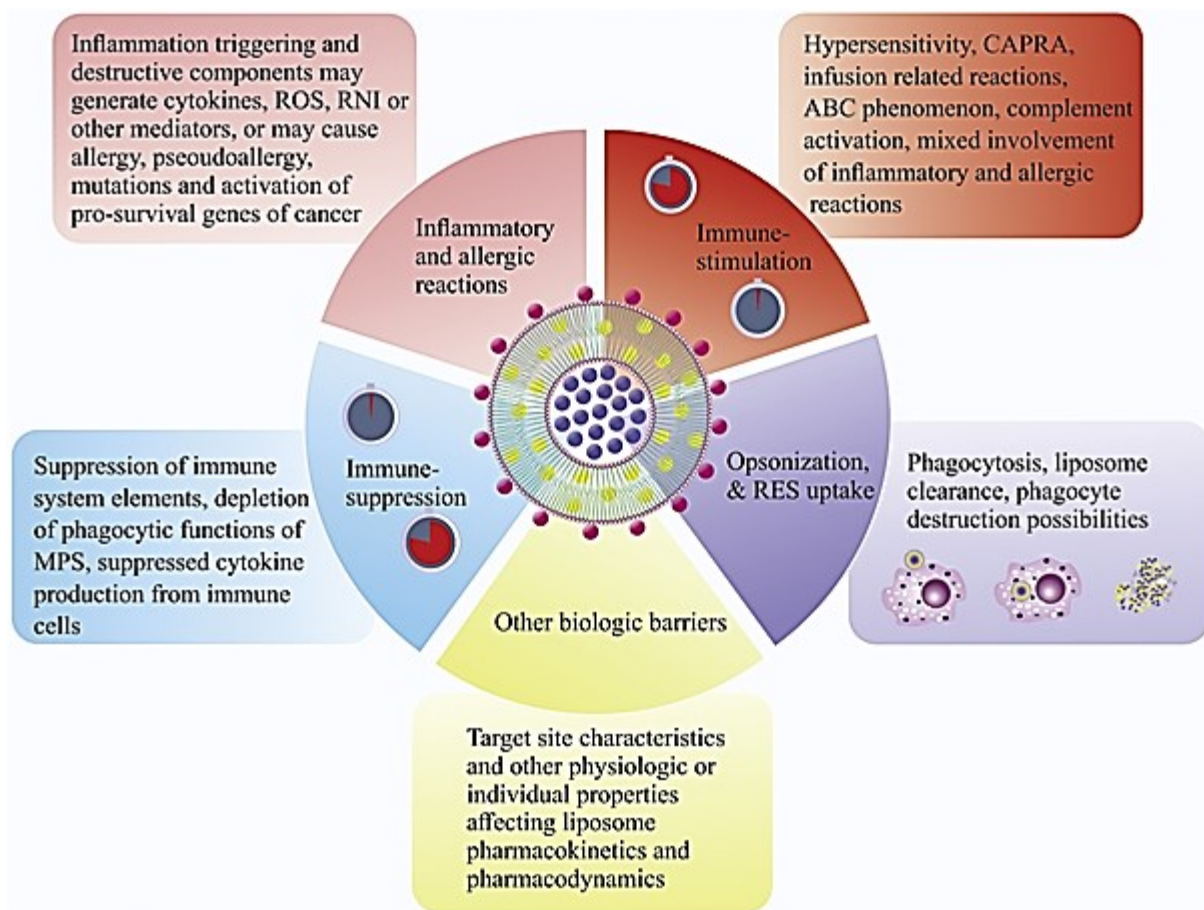 Inflammation triggering and
destructive components may
generate cytokines, ROS, RNI or
other mediators, or may cause
allergy, pseoudoallergy,
mutations and activation of
pro-survival genes of cancer
Hypersensitivity, CAPRA,
infusion related reactions,
ABC phenomenon, complement
activation, mixed involvement
of inflammatory and allergic
reactions
Inflammatory
and allergic
reactions
Immune-
stimulation
Suppression of immune
system elements, depletion
of phagocytic functions of
MPS, suppressed cytokine
production from immune
cells
Immune-
suppression
Opsonization,
& RES uptake
Phagocytosis, liposome
clearance, phagocyte
destruction possibilities
Other biologic barriers
Target site characteristics
and other physiologic or
individual properties
affecting liposome
pharmacokinetics and
pharmacodynamics